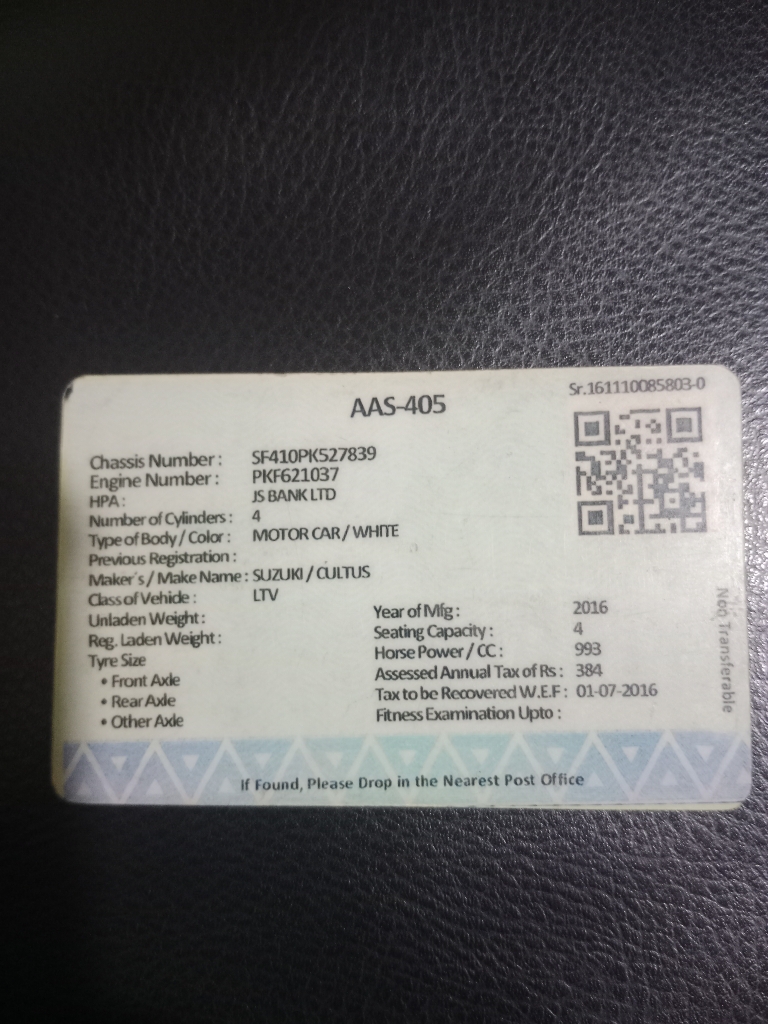 Sr.161110085803-0
AAS-405
Chassis Number : SF410PK527839
Engine Number : PKF621037
HPA : JS BANK LTD
Number of Cylinders : 4
Type of Body / Color : MOTOR CAR / WHITE
Previous Registration :
Maker's / Make Name : SUZUKI / CULTUS
Class of Vehicle : LTV
Unladen Weight : Year of Mfg : 2016
Reg. Laden Weight : Seating Capacity : 4
Tyre Size Horse Power / CC : 993
• Front Axle Assessed Annual Tax of Rs : 384
• Rear Axle Tax to be Recovered W.E.F : 01-07-2016
• Other Axle Fitness Examination Upto :
Non Transferable
If Found, Please Drop in the Nearest Post Office